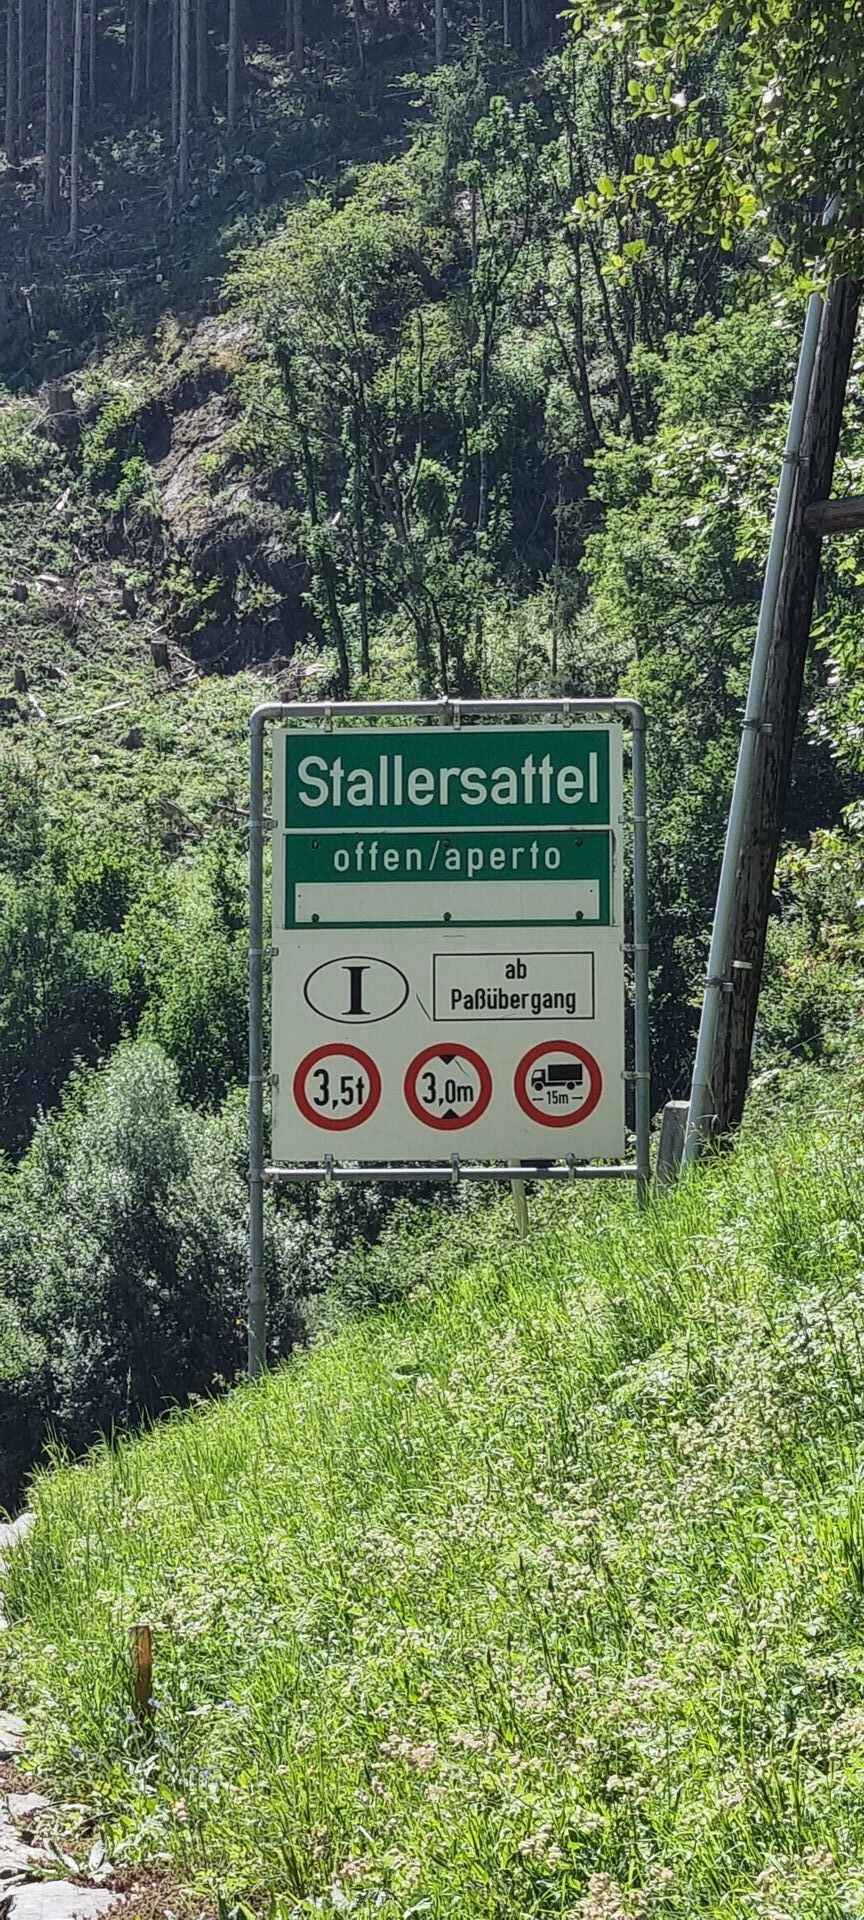 Stallersattel
offen/aperto
I
ab
Paßübergang
3,5t
3,0m
15m